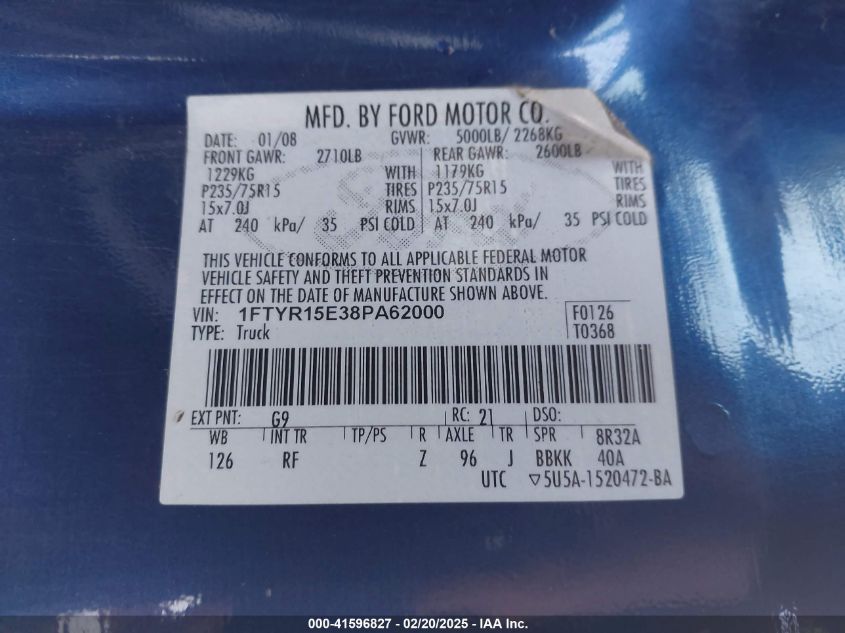 MFD. BY FORD MOTOR CO.
DATE: 01/08 GVWR: 5000LB/ 2268KG
FRONT GAWR: 2710LB REAR GAWR: 2600LB
1229KG WITH 1179KG WITH
P235/75R15 TIRES P235/75R15 TIRES
15x7.0J RIMS 15x7.0J RIMS
AT 240 kPa/ 35 PSI COLD AT 240 kPa/ 35 PSI COLD
THIS VEHICLE CONFORMS TO ALL APPLICABLE FEDERAL MOTOR
VEHICLE SAFETY AND THEFT PREVENTION STANDARDS IN
EFFECT ON THE DATE OF MANUFACTURE SHOWN ABOVE.
VIN: 1FTYR15E38PA62000 F0126
TYPE: Truck T0368
EXT PNT: G9 RC: 21 DSO:
WB INT TR TP/PS R AXLE TR SPR 8R32A
126 RF Z 96 J BBKK 40A
UTC ▽5U5A-1520472-BA
000-41596827 - 02/20/2025 - IAA Inc.